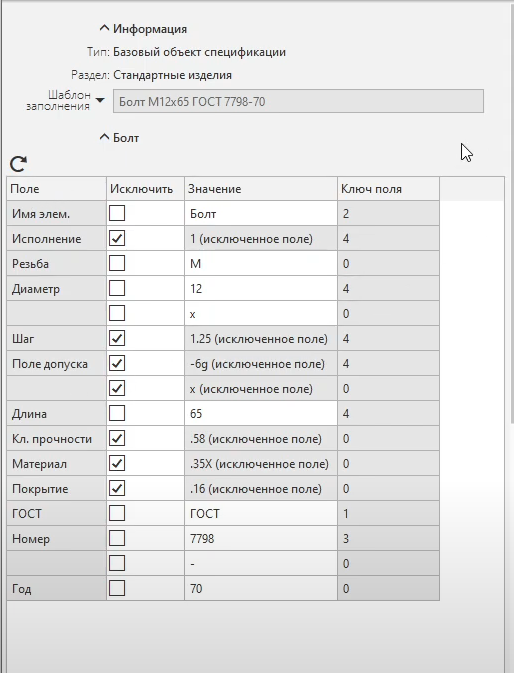 Информация
Тип: Базовый объект спецификации
Раздел: Стандартные изделия
Шаблон заполнения Болт М12х65 ГОСТ 7798-70
Болт
Поле Исключить Значение Ключ поля
Имя элем. Болт 2
Исполнение 1 (исключенное поле) 4
Резьба М 0
Диаметр 12 4
х 0
Шаг 1.25 (исключенное поле) 4
Поле допуска -6g (исключенное поле) 4
х (исключенное поле) 0
Длина 65 4
Кл. прочности .58 (исключенное поле) 0
Материал .35Х (исключенное поле) 0
Покрытие .16 (исключенное поле) 0
ГОСТ ГОСТ 1
Номер 7798 3
- 0
Год 70 0